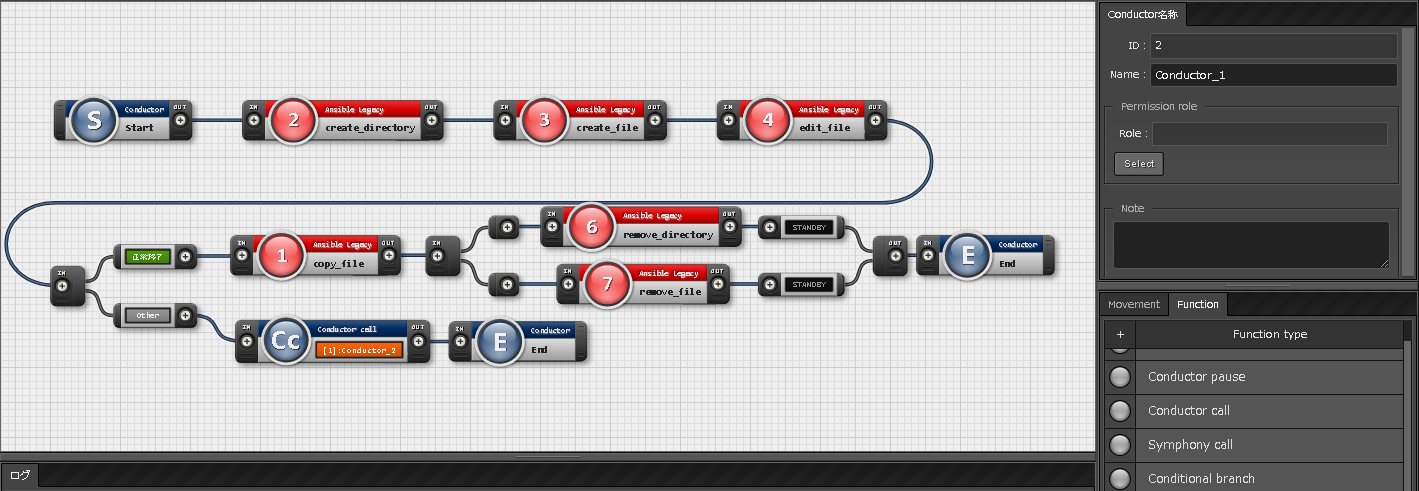 Conductor名称
ID :
2
Name :
Conductor_1
Permission role
Role :
Select
Note
Movement
Function
+
Function type
Conductor pause
Conductor call
Symphony call
Conditional branch
S
Conductor
Start
OUT
IN
2
Ansible Legacy
create_directory
OUT
IN
3
Ansible Legacy
create_file
OUT
IN
4
Ansible Legacy
edit_file
OUT
IN
正常終了
Other
IN
1
Ansible Legacy
copy_file
OUT
IN
IN
6
Ansible Legacy
remove_directory
OUT
STANDBY
IN
7
Ansible Legacy
remove_file
OUT
STANDBY
OUT
IN
E
Conductor
End
IN
Cc
Conductor call
[1]:Conductor_2
OUT
IN
E
Conductor
End
ログ